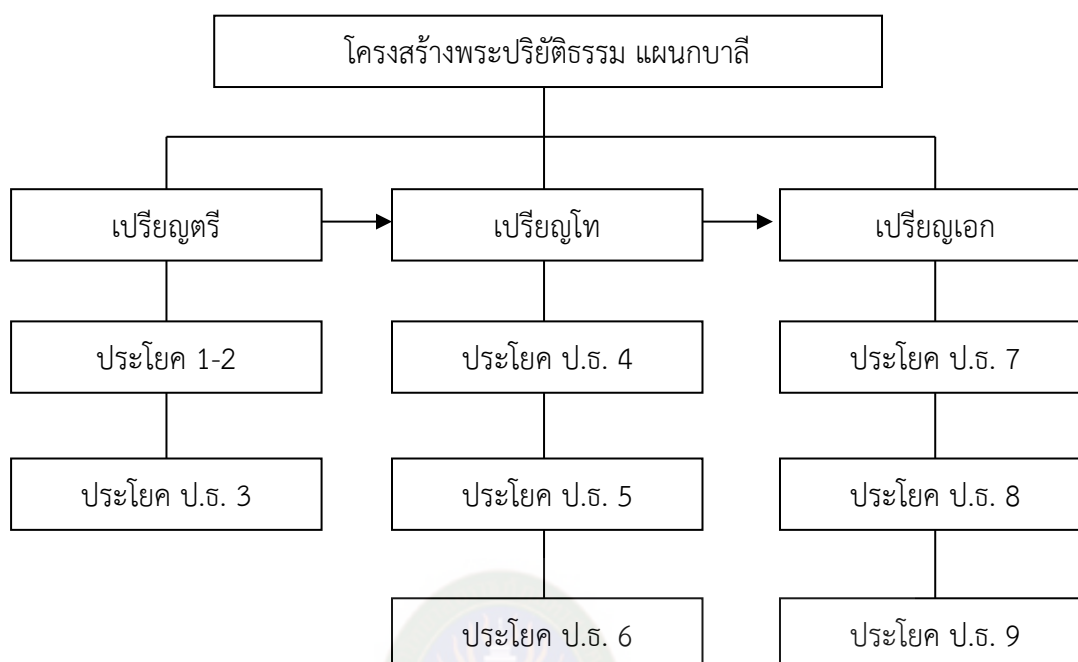 โครงสร้างพระปริยัติธรรม แผนกบาลี
เปรียญตรี
เปรียญโท
เปรียญเอก
ประโยค 1-2
ประโยค ป.ธ. 4
ประโยค ป.ธ. 7
ประโยค ป.ธ. 3
ประโยค ป.ธ. 5
ประโยค ป.ธ. 8
ประโยค ป.ธ. 6
ประโยค ป.ธ. 9